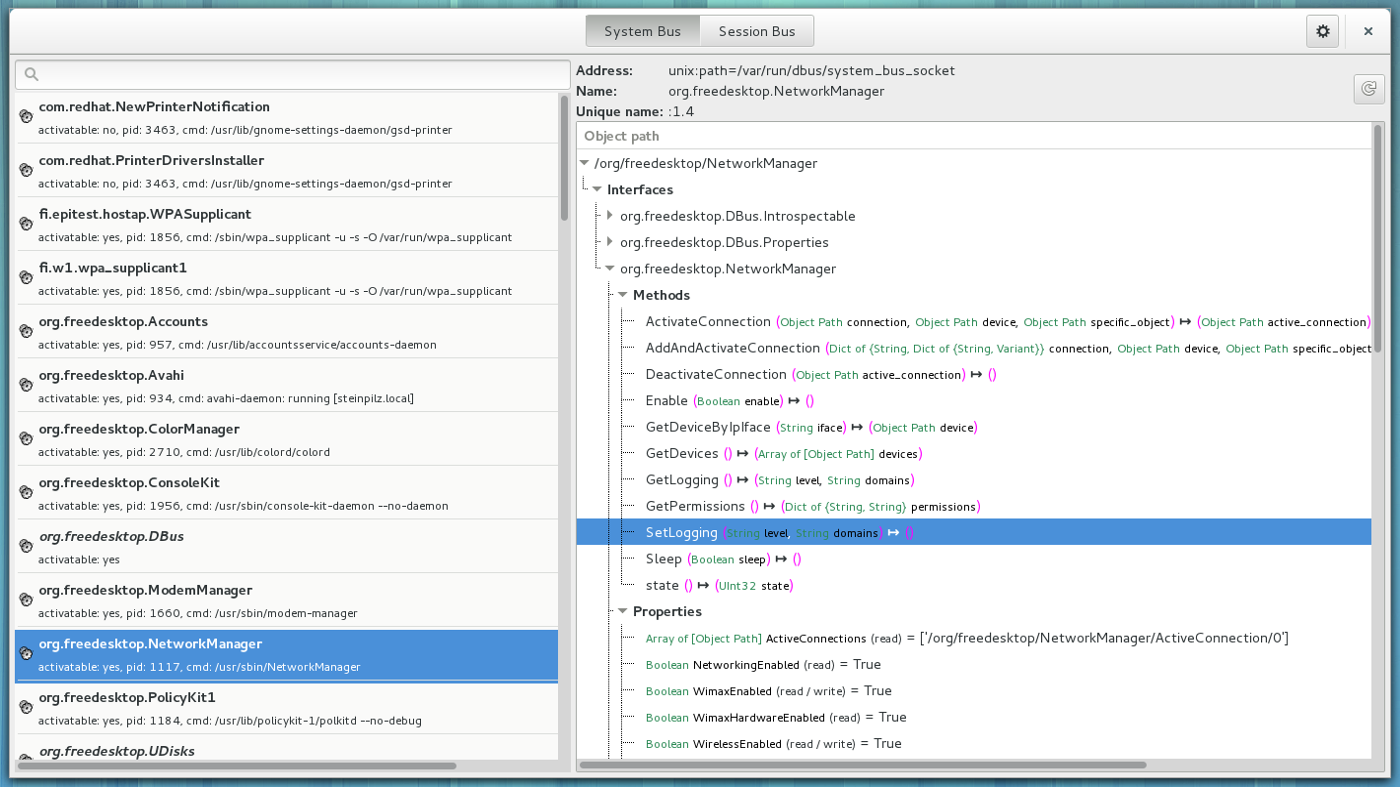 System Bus
Session Bus
com.redhat.NewPrinterNotification
activatable: no, pid: 3463, cmd: /usr/lib/gnome-settings-daemon/gsd-printer
com.redhat.PrinterDriversInstaller
activatable: no, pid: 3463, cmd: /usr/lib/gnome-settings-daemon/gsd-printer
fi.epitest.hostap.WPASupplicant
activatable: yes, pid: 1856, cmd: /sbin/wpa_supplicant -u -s -O /var/run/wpa_supplicant
fi.w1.wpa_supplicant1
activatable: yes, pid: 1856, cmd: /sbin/wpa_supplicant -u -s -O /var/run/wpa_supplicant
org.freedesktop.Accounts
activatable: yes, pid: 957, cmd: /usr/lib/accountsservice/accounts-daemon
org.freedesktop.Avahi
activatable: yes, pid: 934, cmd: avahi-daemon: running [steinpilz.local]
org.freedesktop.ColorManager
activatable: yes, pid: 2710, cmd: /usr/lib/colord/colord
org.freedesktop.ConsoleKit
activatable: yes, pid: 1956, cmd: /usr/sbin/console-kit-daemon --no-daemon
org.freedesktop.DBus
activatable: yes
org.freedesktop.ModemManager
activatable: yes, pid: 1660, cmd: /usr/sbin/modem-manager
org.freedesktop.NetworkManager
activatable: yes, pid: 1117, cmd: /usr/sbin/NetworkManager
org.freedesktop.PolicyKit1
activatable: yes, pid: 1184, cmd: /usr/lib/policykit-1/polkitd --no-debug
org.freedesktop.UDisks
Address: unix:path=/var/run/dbus/system_bus_socket
Name: org.freedesktop.NetworkManager
Unique name: :1.4
Object path
/org/freedesktop/NetworkManager
Interfaces
org.freedesktop.DBus.Introspectable
org.freedesktop.DBus.Properties
org.freedesktop.NetworkManager
Methods
ActivateConnection (Object Path connection, Object Path device, Object Path specific_object) ↦ (Object Path active_connection)
AddAndActivateConnection (Dict of {String, Dict of {String, Variant}} connection, Object Path device, Object Path specific_object
DeactivateConnection (Object Path active_connection) ↦ ()
Enable (Boolean enable) ↦ ()
GetDeviceByIpIface (String iface) ↦ (Object Path device)
GetDevices () ↦ (Array of [Object Path] devices)
GetLogging () ↦ (String level, String domains)
GetPermissions () ↦ (Dict of {String, String} permissions)
SetLogging (String level, String domains) ↦ ()
Sleep (Boolean sleep) ↦ ()
state () ↦ (UInt32 state)
Properties
Array of [Object Path] ActiveConnections (read) = ['/org/freedesktop/NetworkManager/ActiveConnection/0']
Boolean NetworkingEnabled (read) = True
Boolean WimaxEnabled (read / write) = True
Boolean WimaxHardwareEnabled (read) = True
Boolean WirelessEnabled (read / write) = True